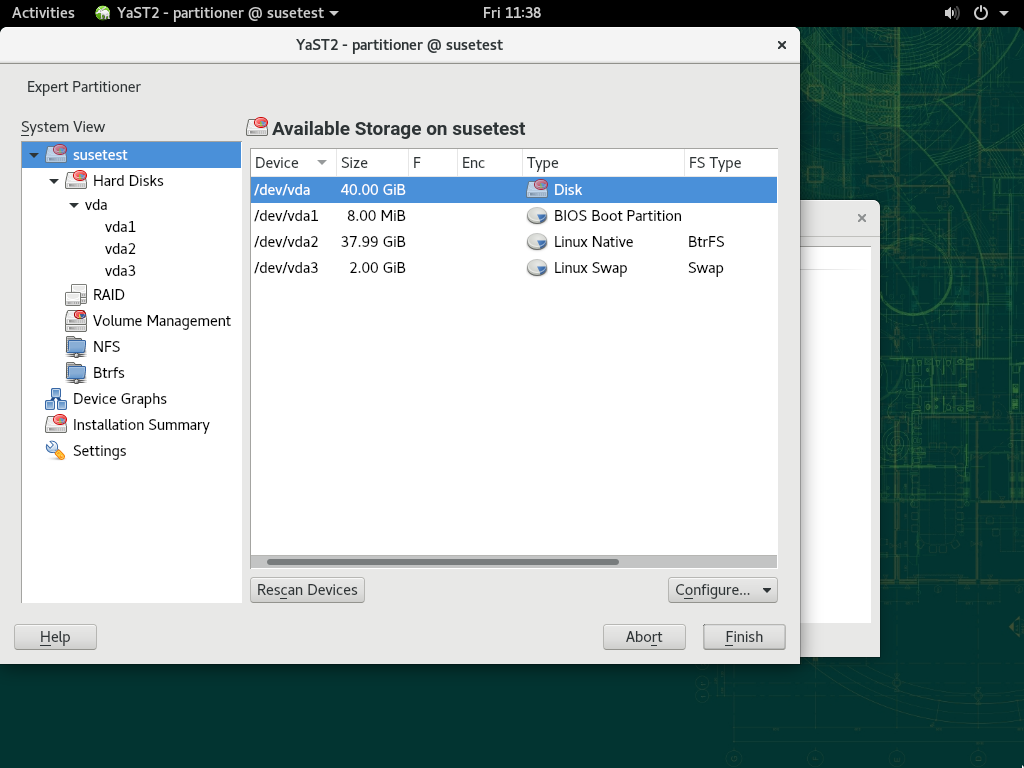 Activities YaST2 - partitioner @ susetest Fri 11:38
YaST2 - partitioner @ susetest
Expert Partitioner
System View
susetest
Hard Disks
vda
vda1
vda2
vda3
RAID
Volume Management
NFS
Btrfs
Device Graphs
Installation Summary
Settings
Available Storage on susetest
Device Size F Enc Type FS Type
/dev/vda 40.00 GiB Disk
/dev/vda1 8.00 MiB BIOS Boot Partition
/dev/vda2 37.99 GiB Linux Native BtrFS
/dev/vda3 2.00 GiB Linux Swap Swap
Rescan Devices Configure...
Help Abort Finish